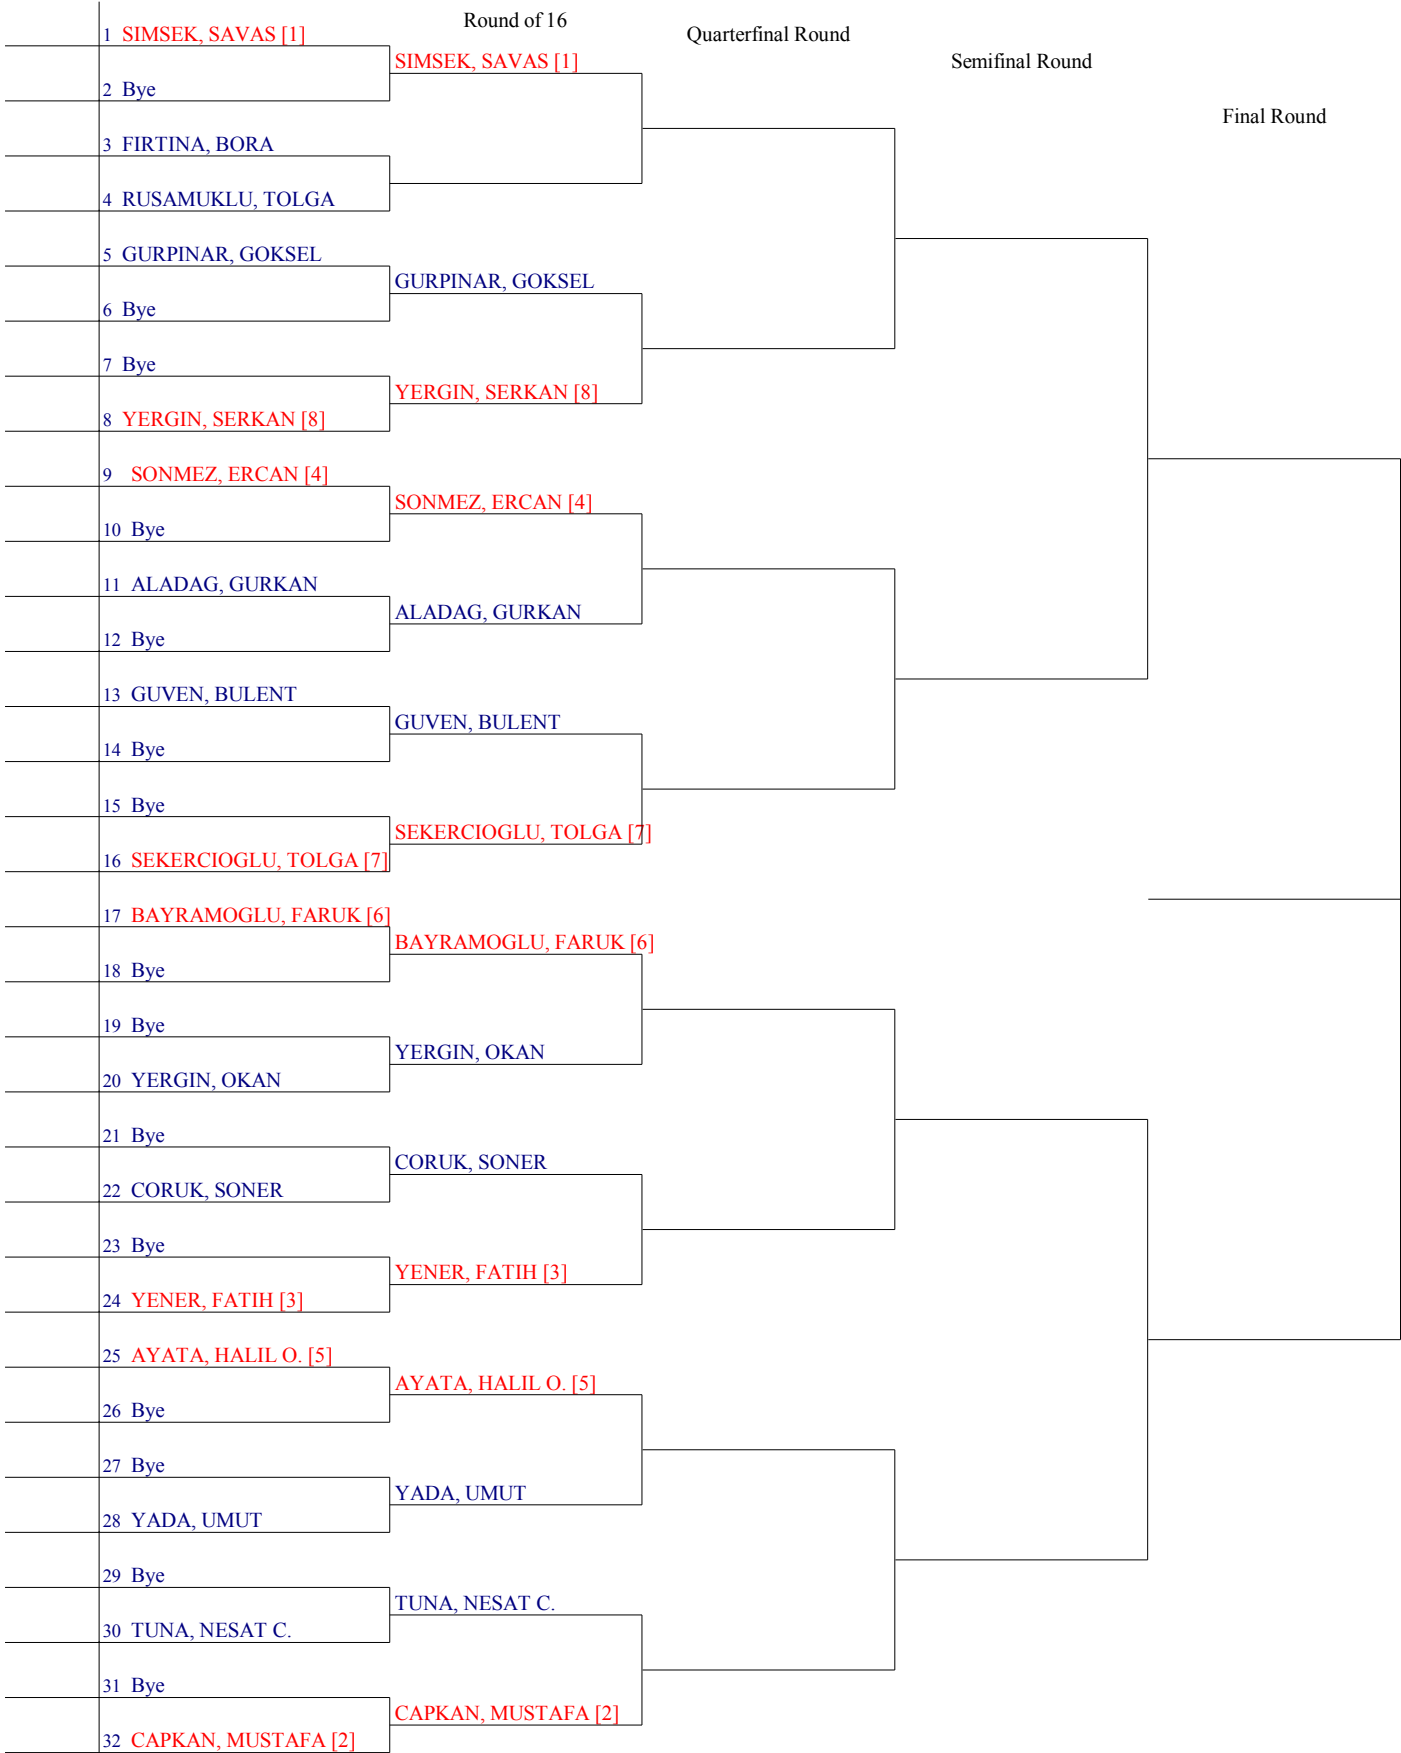 Round of 16
Quarterfinal Round
Semifinal Round
Final Round
1 SIMSEK, SAVAS [1]
2 Bye
3 FIRTINA, BORA
4 RUSAMUKLU, TOLGA
5 GURPINAR, GOKSEL
6 Bye
7 Bye
8 YERGIN, SERKAN [8]
9 SONMEZ, ERCAN [4]
10 Bye
11 ALADAG, GURKAN
12 Bye
13 GUVEN, BULENT
14 Bye
15 Bye
16 SEKERCIOGLU, TOLGA [7]
17 BAYRAMOGLU, FARUK [6]
18 Bye
19 Bye
20 YERGIN, OKAN
21 Bye
22 CORUK, SONER
23 Bye
24 YENER, FATIH [3]
25 AYATA, HALIL O. [5]
26 Bye
27 Bye
28 YADA, UMUT
29 Bye
30 TUNA, NESAT C.
31 Bye
32 CAPKAN, MUSTAFA [2]
SIMSEK, SAVAS [1]
GURPINAR, GOKSEL
YERGIN, SERKAN [8]
SONMEZ, ERCAN [4]
ALADAG, GURKAN
GUVEN, BULENT
SEKERCIOGLU, TOLGA [7]
BAYRAMOGLU, FARUK [6]
YERGIN, OKAN
CORUK, SONER
YENER, FATIH [3]
AYATA, HALIL O. [5]
YADA, UMUT
TUNA, NESAT C.
CAPKAN, MUSTAFA [2]